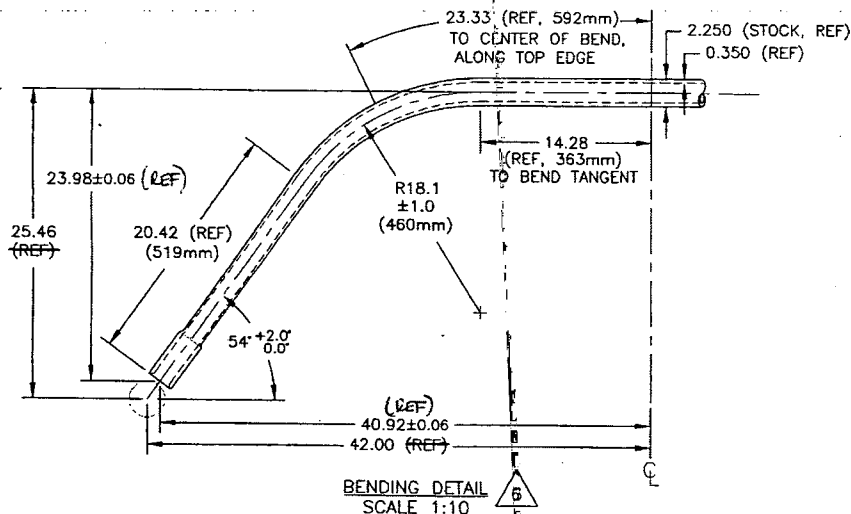 23.33 (REF, 592mm)
TO CENTER OF BEND,
ALONG TOP EDGE
2.250 (STOCK, REF)
0.350 (REF)
14.28
(REF, 363mm)
TO BEND TANGENT
23.98±0.06 (REF)
R18.1
±1.0
(460mm)
25.46
(REF)
20.42 (REF)
(519mm)
54° +2.0°
0.0°
(REF)
40.92±0.06
42.00 (REF)
CL
BENDING DETAIL
SCALE 1:10
6